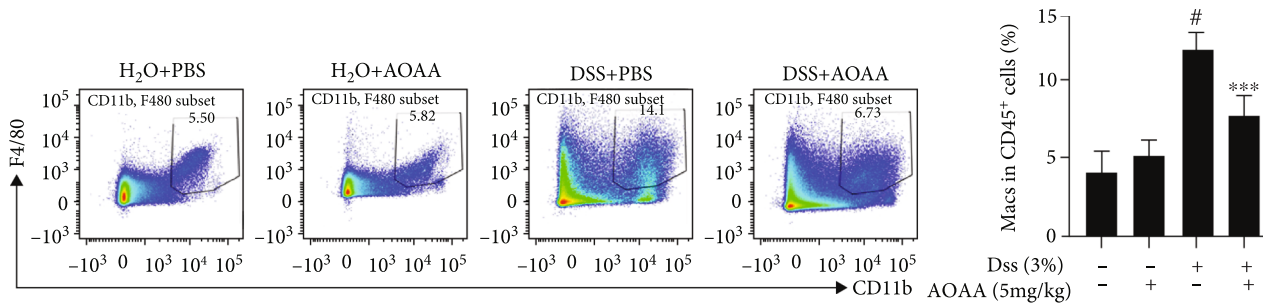 H2O+PBS
CD11b, F480 subset
5.50
H2O+AOAA
CD11b, F480 subset
5.82
DSS+PBS
CD11b, F480 subset
14.1
DSS+AOAA
CD11b, F480 subset
6.73
F4/80
10^5
10^4
10^3
0
−10^3
−10^3 0 10^3 10^4 10^5
10^5
10^4
10^3
0
−10^3
−10^3 0 10^3 10^4 10^5
10^5
10^4
10^3
0
−10^3
−10^3 0 10^3 10^4 10^5
10^5
10^4
10^3
0
−10^3
−10^3 0 10^3 10^4 10^5
CD11b
Macs in CD45+ cells (%)
15
10
5
0
#
***
Dss (3%) – – + +
AOAA (5mg/kg) – + – +